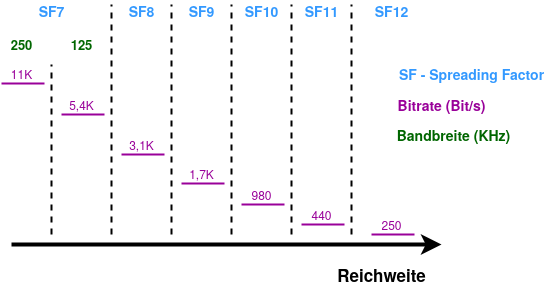 SF7 SF8 SF9 SF10 SF11 SF12
250 125
11K
SF - Spreading Factor
5,4K
Bitrate (Bit/s)
Bandbreite (KHz)
3,1K
1,7K
980
440
250
Reichweite